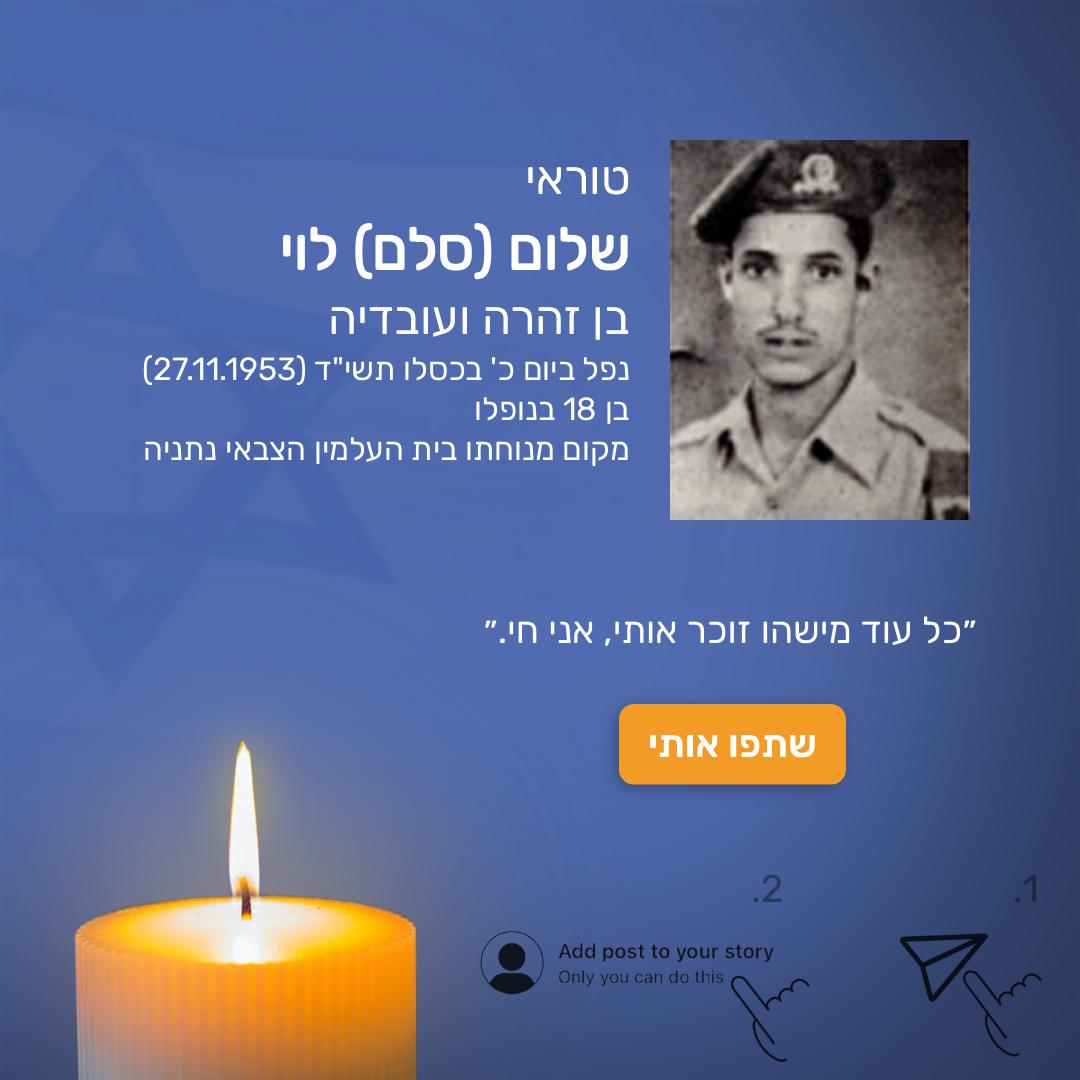 טוראי
שלום (סלם) לוי
בן זהרה ועובדיה
נפל ביום כ' בכסלו תשי"ד (27.11.1953)
בן 18 בנופלו
מקום מנוחתו בית העלמין הצבאי נתניה
״כל עוד מישהו זוכר אותי, אני חי.״
שתפו אותי
.1
.2
Add post to your story
Only you can do this